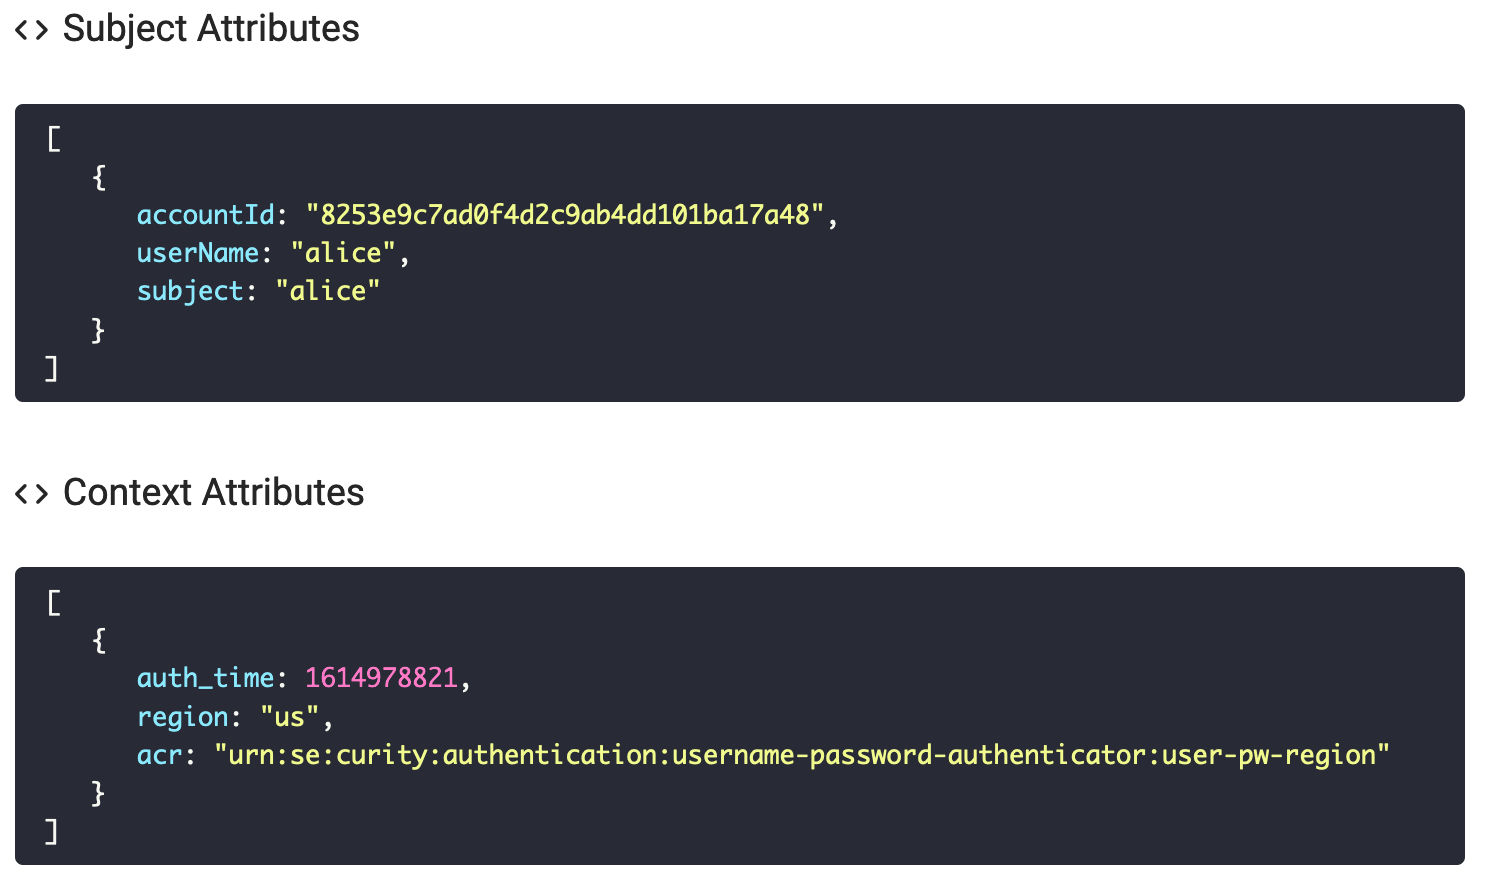 <> Subject Attributes
[
{
accountId: "8253e9c7ad0f4d2c9ab4dd101ba17a48",
userName: "alice",
subject: "alice"
}
]
<> Context Attributes
[
{
auth_time: 1614978821,
region: "us",
acr: "urn:se:curity:authentication:username-password-authenticator:user-pw-region"
}
]